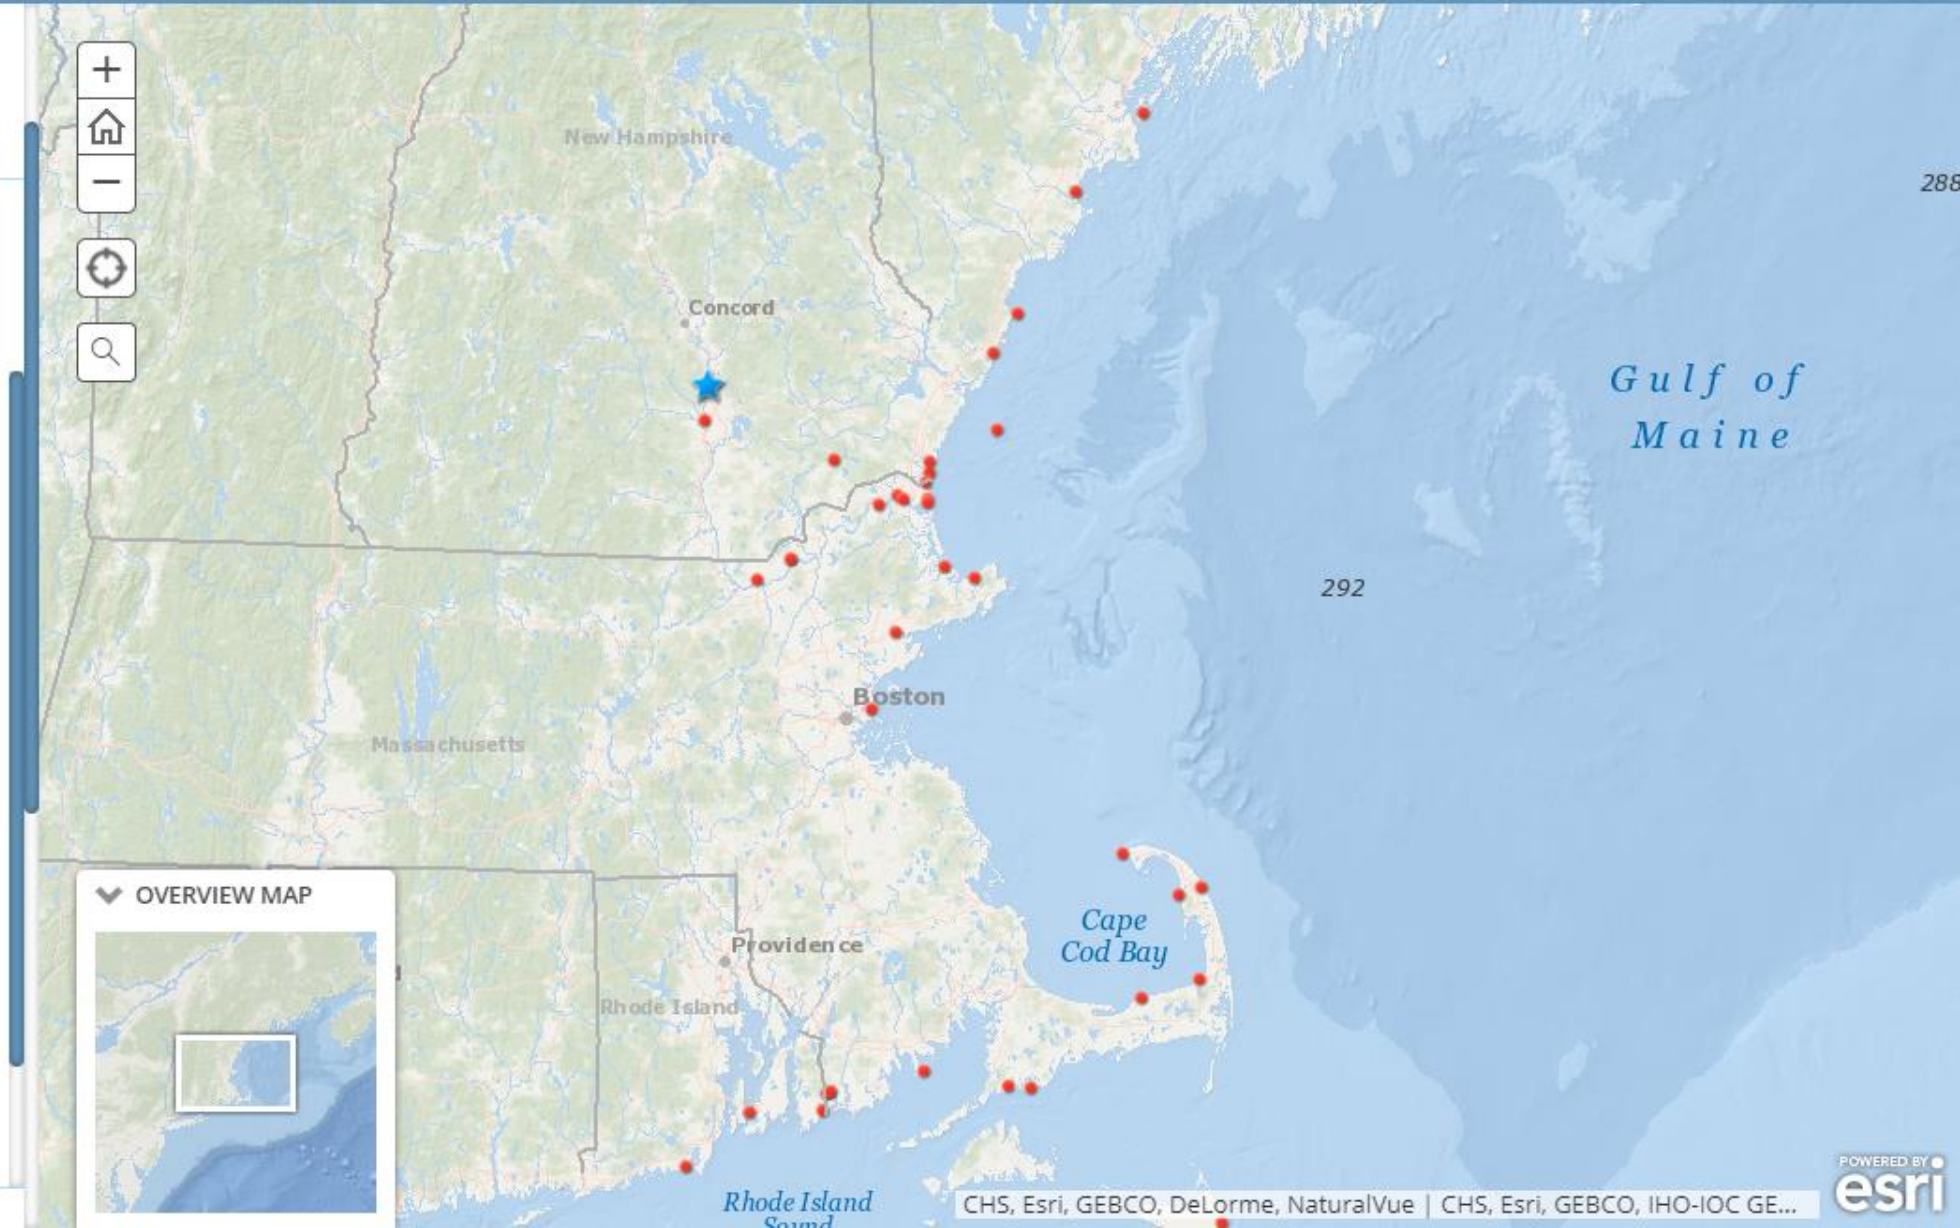 New Hampshire
288
Concord
Gulf of
Maine
292
Boston
Massachusetts
OVERVIEW MAP
Cape
Cod Bay
Providence
Rhode Island
Rhode Island
Sound
CHS, Esri, GEBCO, DeLorme, NaturalVue | CHS, Esri, GEBCO, IHO-IOC GE...
POWERED BY
esri